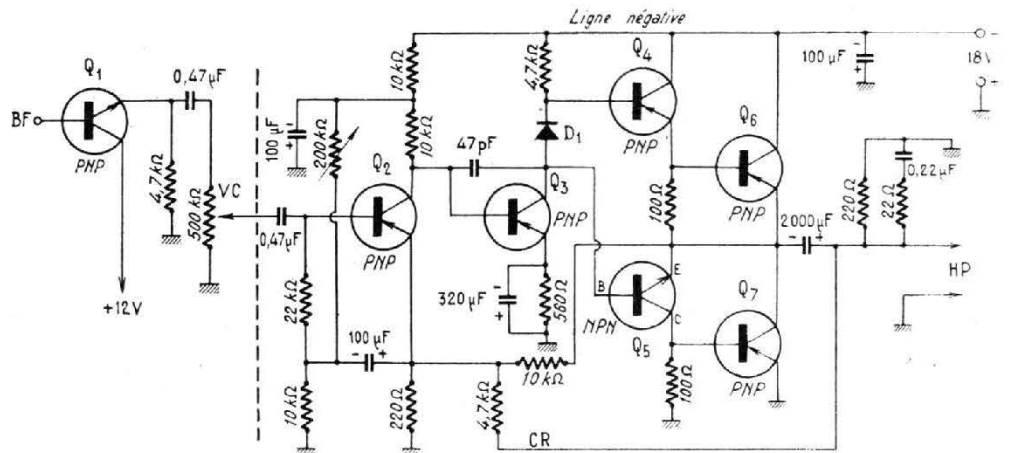 Ligne négative
Q1
0,47µF
BF
PNP
4,7kΩ
500kΩ
VC
+12V
0,47µF
10kΩ
100µF
200kΩ
10kΩ
Q2
PNP
47pF
22kΩ
100µF
10kΩ
220Ω
4,7kΩ
D1
Q3
PNP
320µF
560Ω
10kΩ
4,7kΩ
CR
Q4
PNP
100Ω
B
E
C
NPN
Q5
100Ω
Q6
PNP
Q7
PNP
2000µF
100µF
-
18V
+
220Ω
22Ω
0,22µF
HP